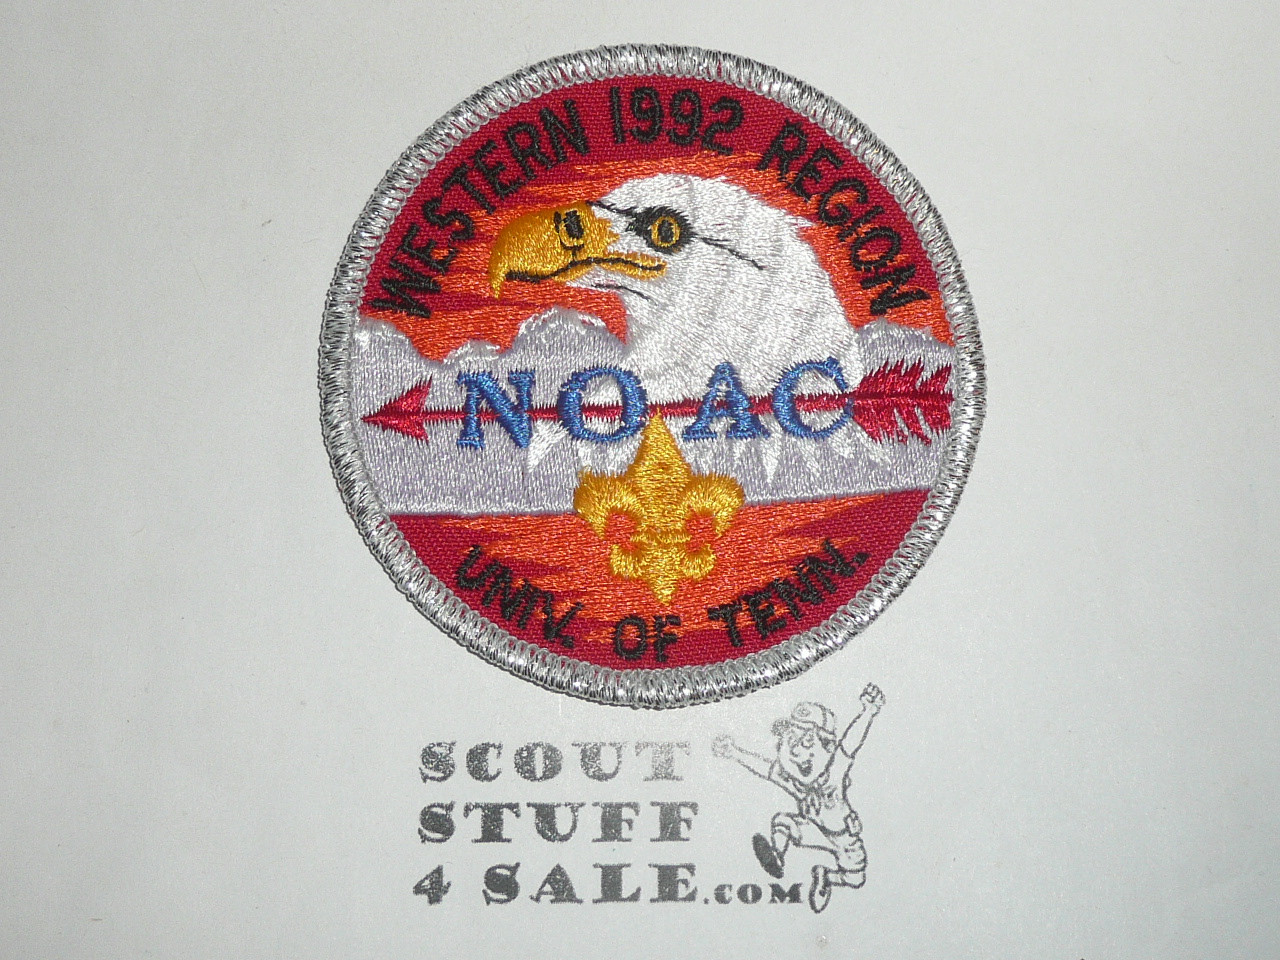 WESTERN 1992 REGION
NOAC
UNIV. OF TENN.
SCOUT
STUFF
4 SALE.COM